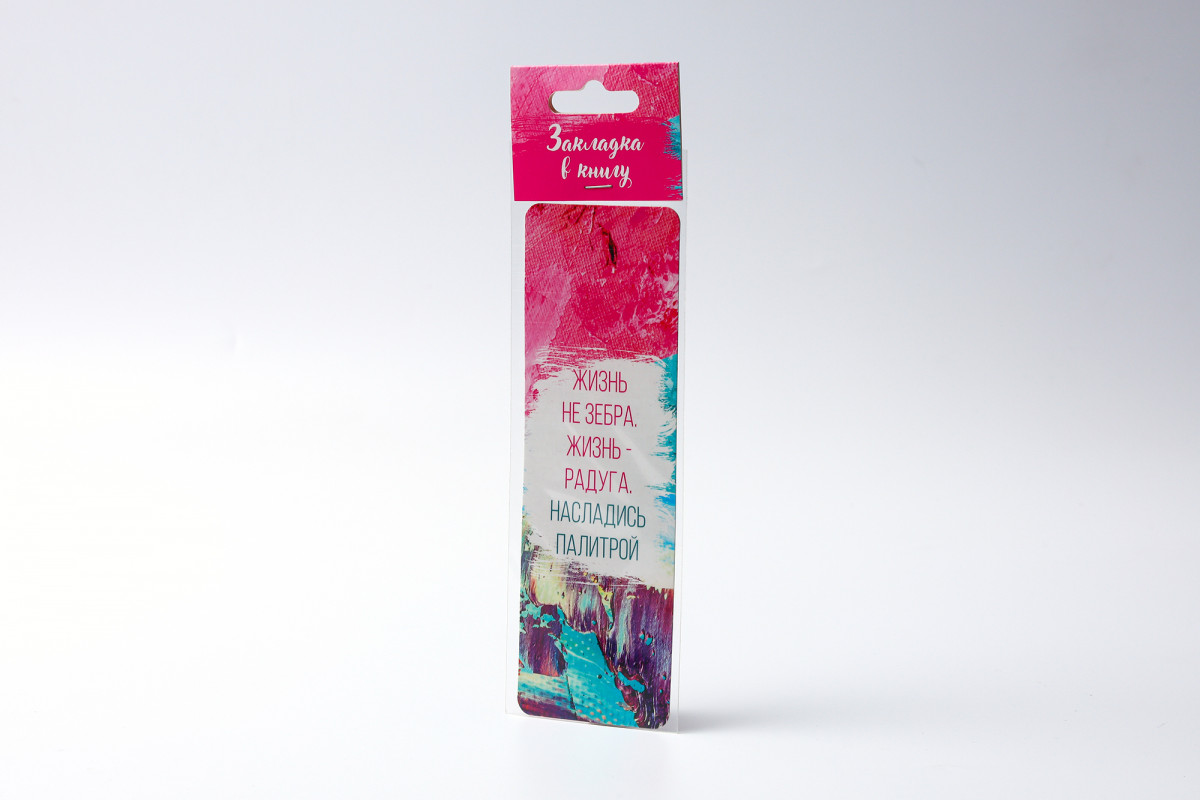 Закладка
в книгу
ЖИЗНЬ
НЕ ЗЕБРА.
ЖИЗНЬ -
РАДУГА.
НАСЛАДИСЬ
ПАЛИТРОЙ